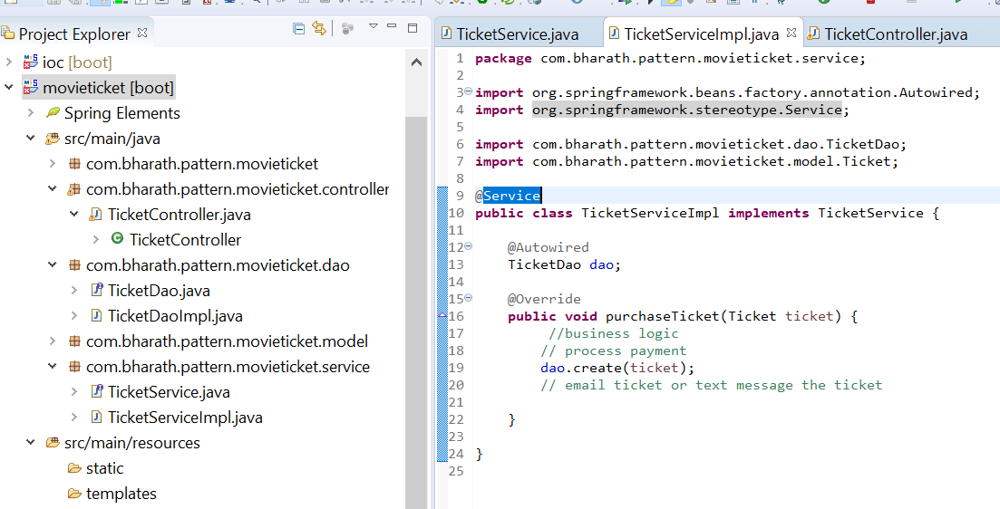 Project Explorer
ioc [boot]
movieticket [boot]
Spring Elements
src/main/java
com.bharath.pattern.movieticket
com.bharath.pattern.movieticket.controller
TicketController.java
TicketController
com.bharath.pattern.movieticket.dao
TicketDao.java
TicketDaoImpl.java
com.bharath.pattern.movieticket.model
com.bharath.pattern.movieticket.service
TicketService.java
TicketServiceImpl.java
src/main/resources
static
templates
TicketService.java TicketServiceImpl.java TicketController.java
1 package com.bharath.pattern.movieticket.service;
2
3 import org.springframework.beans.factory.annotation.Autowired;
4 import org.springframework.stereotype.Service;
5
6 import com.bharath.pattern.movieticket.dao.TicketDao;
7 import com.bharath.pattern.movieticket.model.Ticket;
8
9 @Service
10 public class TicketServiceImpl implements TicketService {
11
12 @Autowired
13 TicketDao dao;
14
15 @Override
16 public void purchaseTicket(Ticket ticket) {
17 //business logic
18 // process payment
19 dao.create(ticket);
20 // email ticket or text message the ticket
21
22 }
23
24 }
25